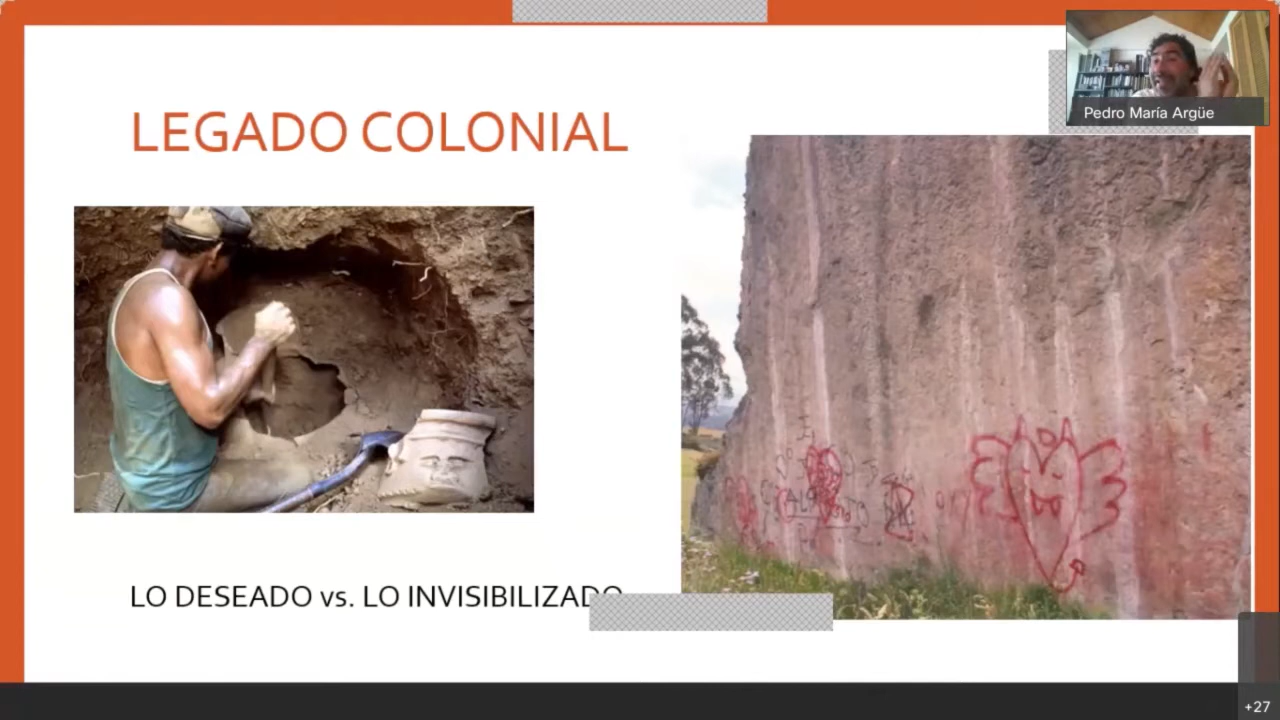 LEGADO COLONIAL
Pedro María Argüe
LO DESEADO vs. LO INVISIBILIZADO
+27